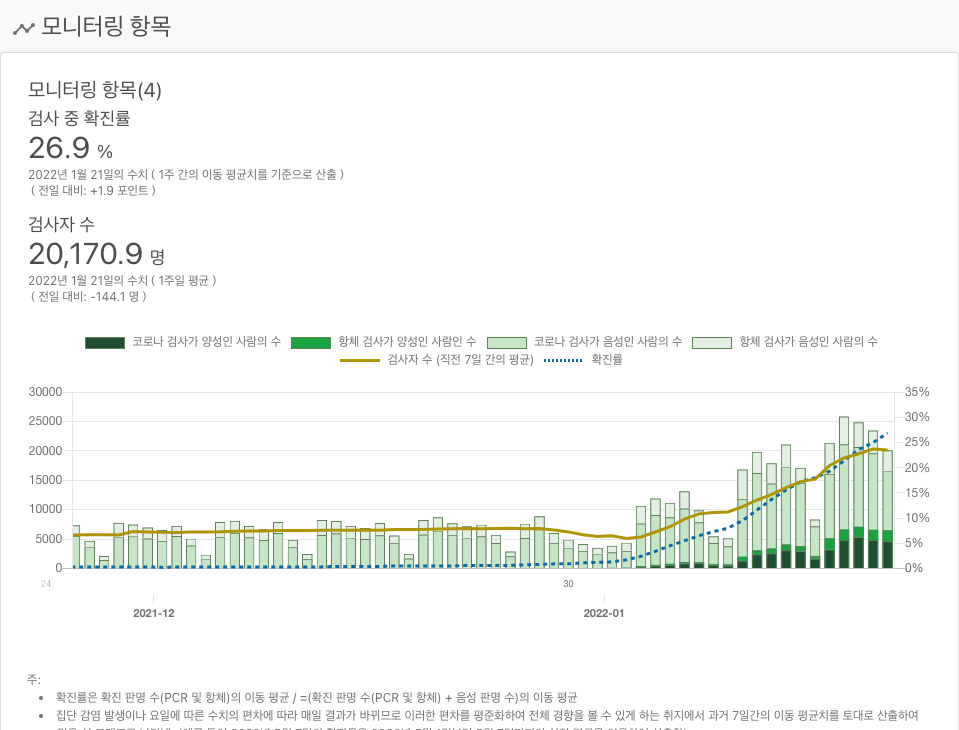 모니터링 항목
모니터링 항목(4)
검사 중 확진률
26.9 %
2022년 1월 21일의 수치 ( 1주 간의 이동 평균치를 기준으로 산출 )
( 전일 대비: +1.9 포인트 )
검사자 수
20,170.9 명
2022년 1월 21일의 수치 ( 1주일 평균 )
( 전일 대비: -144.1 명 )
코로나 검사가 양성인 사람의 수 항체 검사가 양성인 사람인 수 코로나 검사가 음성인 사람의 수 항체 검사가 음성인 사람의 수
검사자 수 (직전 7일 간의 평균) 확진률
30000 35%
25000 30%
20000 25%
15000 20%
10000 15%
5000 10%
0 5%
0%
24 30
2021-12 2022-01
주:
• 확진률은 확진 판명 수(PCR 및 항체)의 이동 평균 / =(확진 판명 수(PCR 및 항체) + 음성 판명 수)의 이동 평균
• 집단 감염 발생이나 요일에 따른 수치의 편차에 따라 매일 결과가 바뀌므로 이러한 편차를 평준화하여 전체 경향을 볼 수 있게 하는 취지에서 과거 7일간의 이동 평균치를 토대로 산출하여